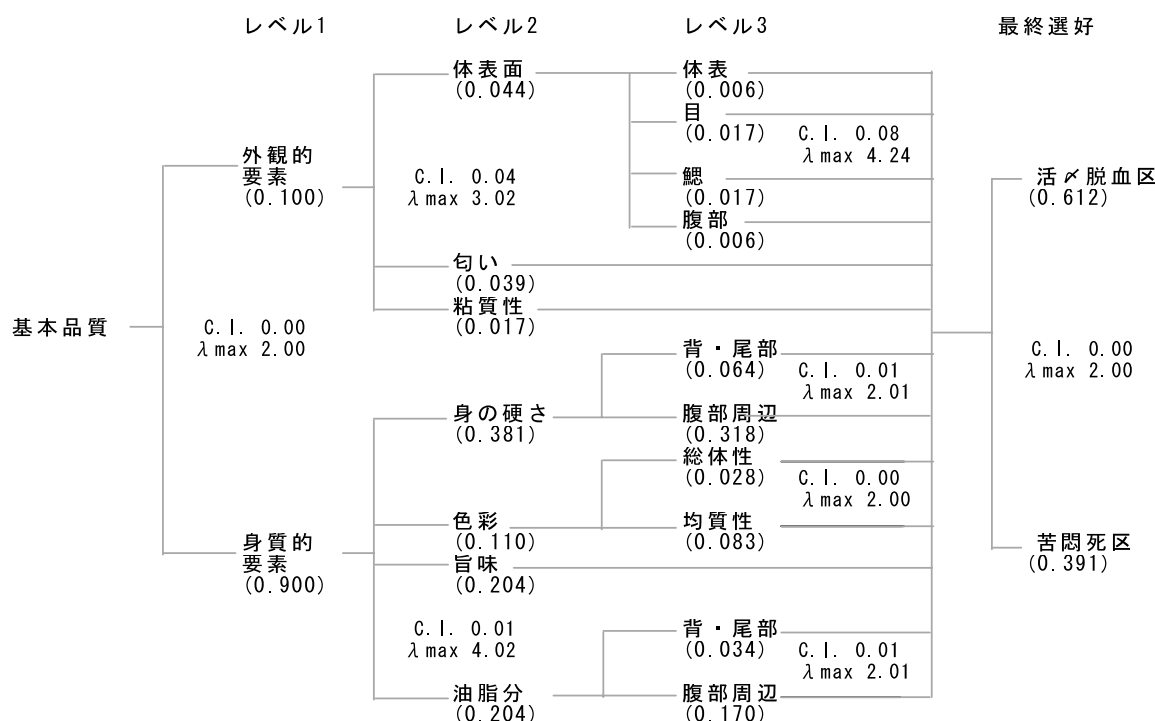 レベル1 レベル2 レベル3 最終選好
体表面
(0.044)
体表
(0.006)
目
(0.017)
C.I. 0.08
λmax 4.24
外観的
要素
(0.100)
C.I. 0.04
λmax 3.02
鰓
(0.017)
腹部
(0.006)
活〆脱血区
(0.612)
匂い
(0.039)
粘質性
(0.017)
基本品質
C.I. 0.00
λmax 2.00
背・尾部
(0.064)
C.I. 0.01
λmax 2.01
C.I. 0.00
λmax 2.00
身の硬さ
(0.381)
腹部周辺
(0.318)
総体性
(0.028)
C.I. 0.00
λmax 2.00
色彩
(0.110)
均質性
(0.083)
身質的
要素
(0.900)
旨味
(0.204)
苦悶死区
(0.391)
C.I. 0.01
λmax 4.02
背・尾部
(0.034)
C.I. 0.01
λmax 2.01
油脂分
(0.204)
腹部周辺
(0.170)